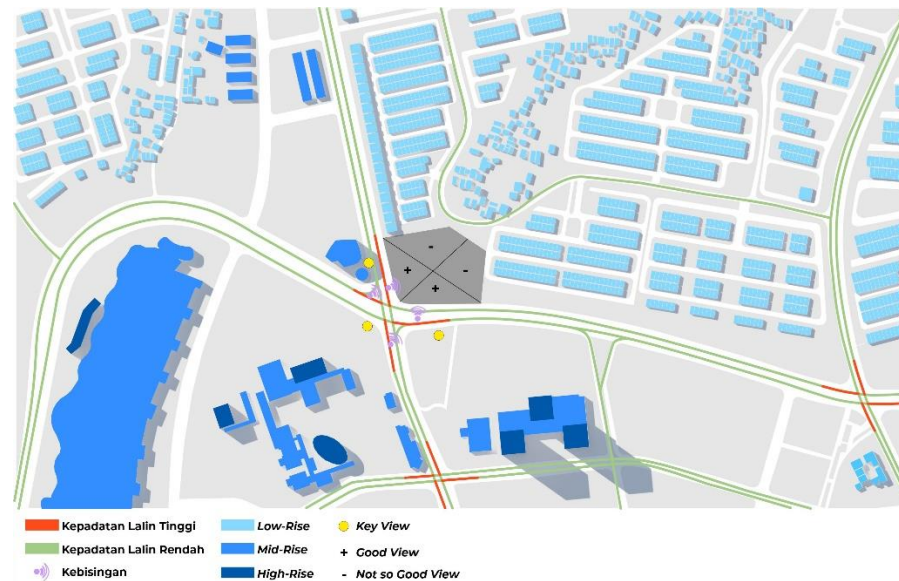 -
+ -
+
Kepadatan Lalin Tinggi Low-Rise Key View
Kepadatan Lalin Rendah Mid-Rise + Good View
Kebisingan High-Rise - Not so Good View